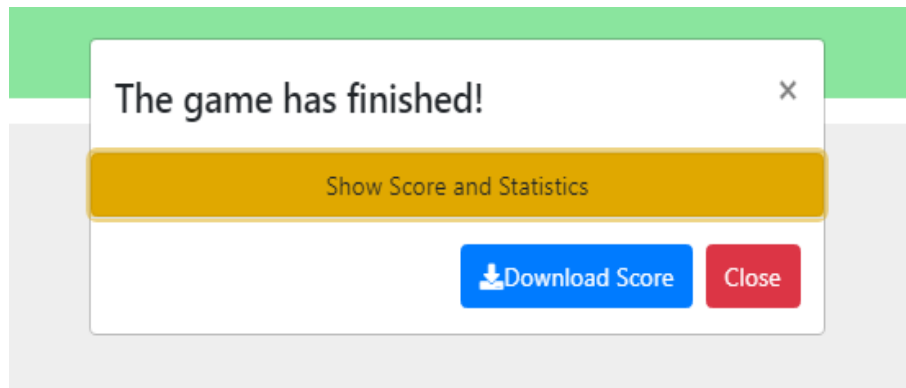 The game has finished!
×
Show Score and Statistics
Download Score
Close